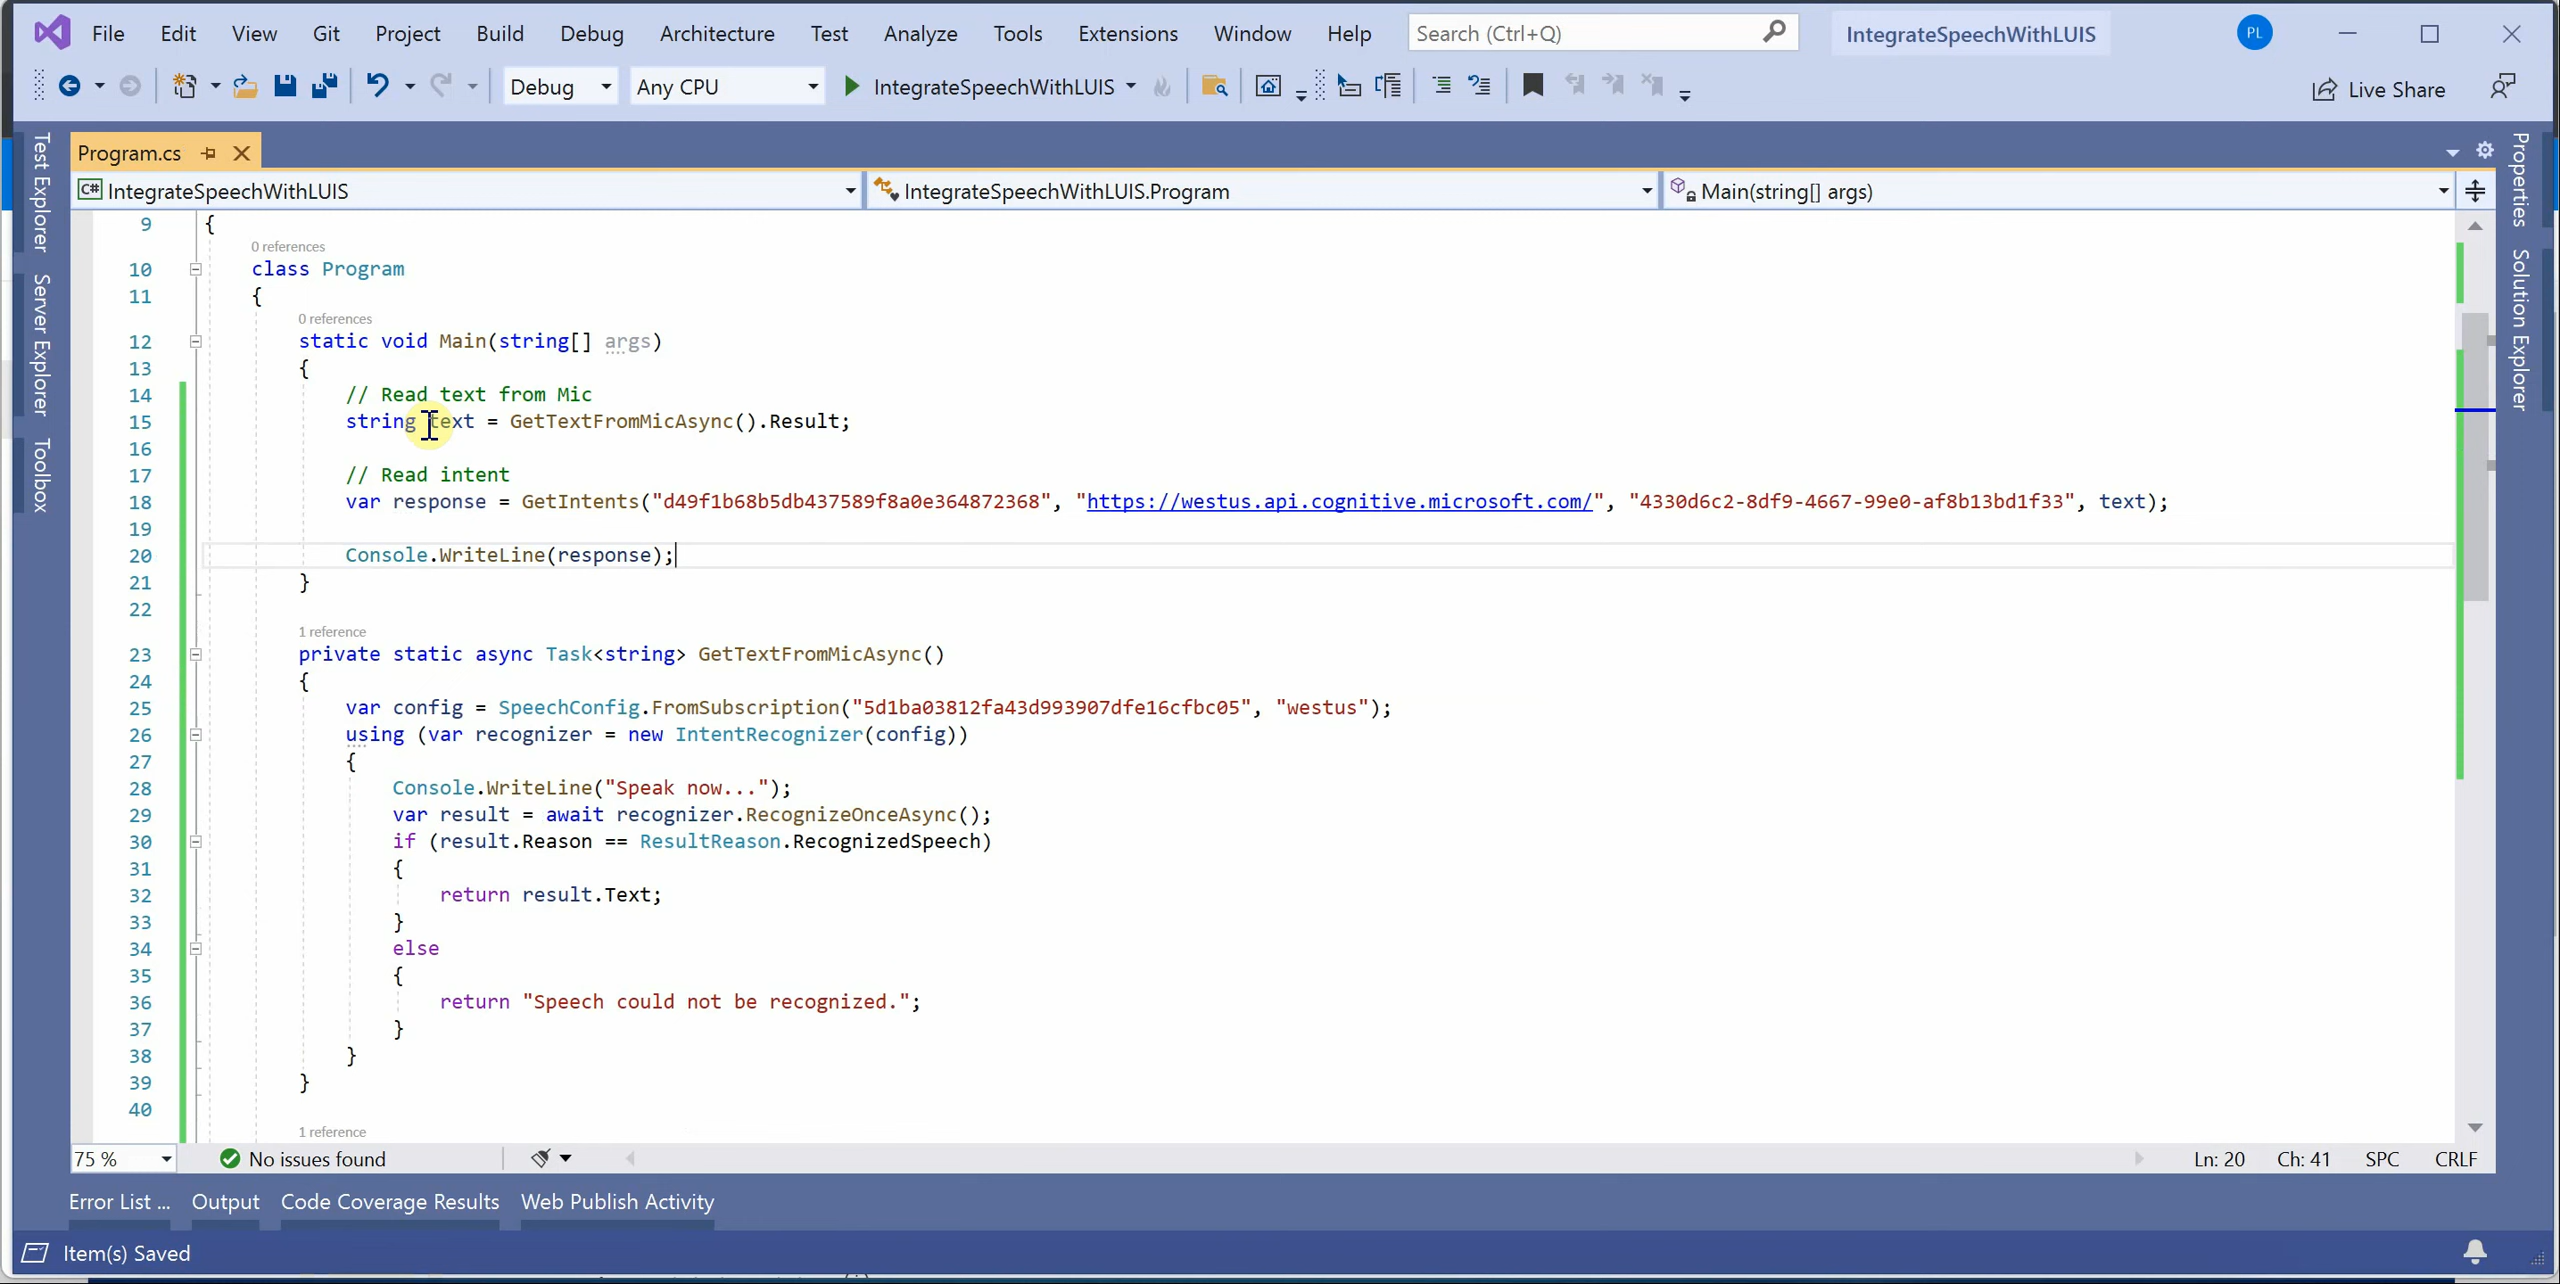 File Edit View Git Project Build Debug Architecture Test Analyze Tools Extensions Window Help Search (Ctrl+Q) IntegrateSpeechWithLUIS PL
Debug Any CPU IntegrateSpeechWithLUIS Live Share
Program.cs
C# IntegrateSpeechWithLUIS IntegrateSpeechWithLUIS.Program Main(string[] args)
Test Explorer
Server Explorer
Toolbox
Properties
Solution Explorer
9 {
0 references
10 class Program
11 {
0 references
12 static void Main(string[] args)
13 {
14 // Read text from Mic
15 string text = GetTextFromMicAsync().Result;
16
17 // Read intent
18 var response = GetIntents("d49f1b68b5db437589f8a0e364872368", "https://westus.api.cognitive.microsoft.com/", "4330d6c2-8df9-4667-99e0-af8b13bd1f33", text);
19
20 Console.WriteLine(response);
21 }
22
1 reference
23 private static async Task<string> GetTextFromMicAsync()
24 {
25 var config = SpeechConfig.FromSubscription("5d1ba03812fa43d993907dfe16cfbc05", "westus");
26 using (var recognizer = new IntentRecognizer(config))
27 {
28 Console.WriteLine("Speak now...");
29 var result = await recognizer.RecognizeOnceAsync();
30 if (result.Reason == ResultReason.RecognizedSpeech)
31 {
32 return result.Text;
33 }
34 else
35 {
36 return "Speech could not be recognized.";
37 }
38 }
39 }
40
1 reference
75 % No issues found Ln: 20 Ch: 41 SPC CRLF
Error List ... Output Code Coverage Results Web Publish Activity
Item(s) Saved